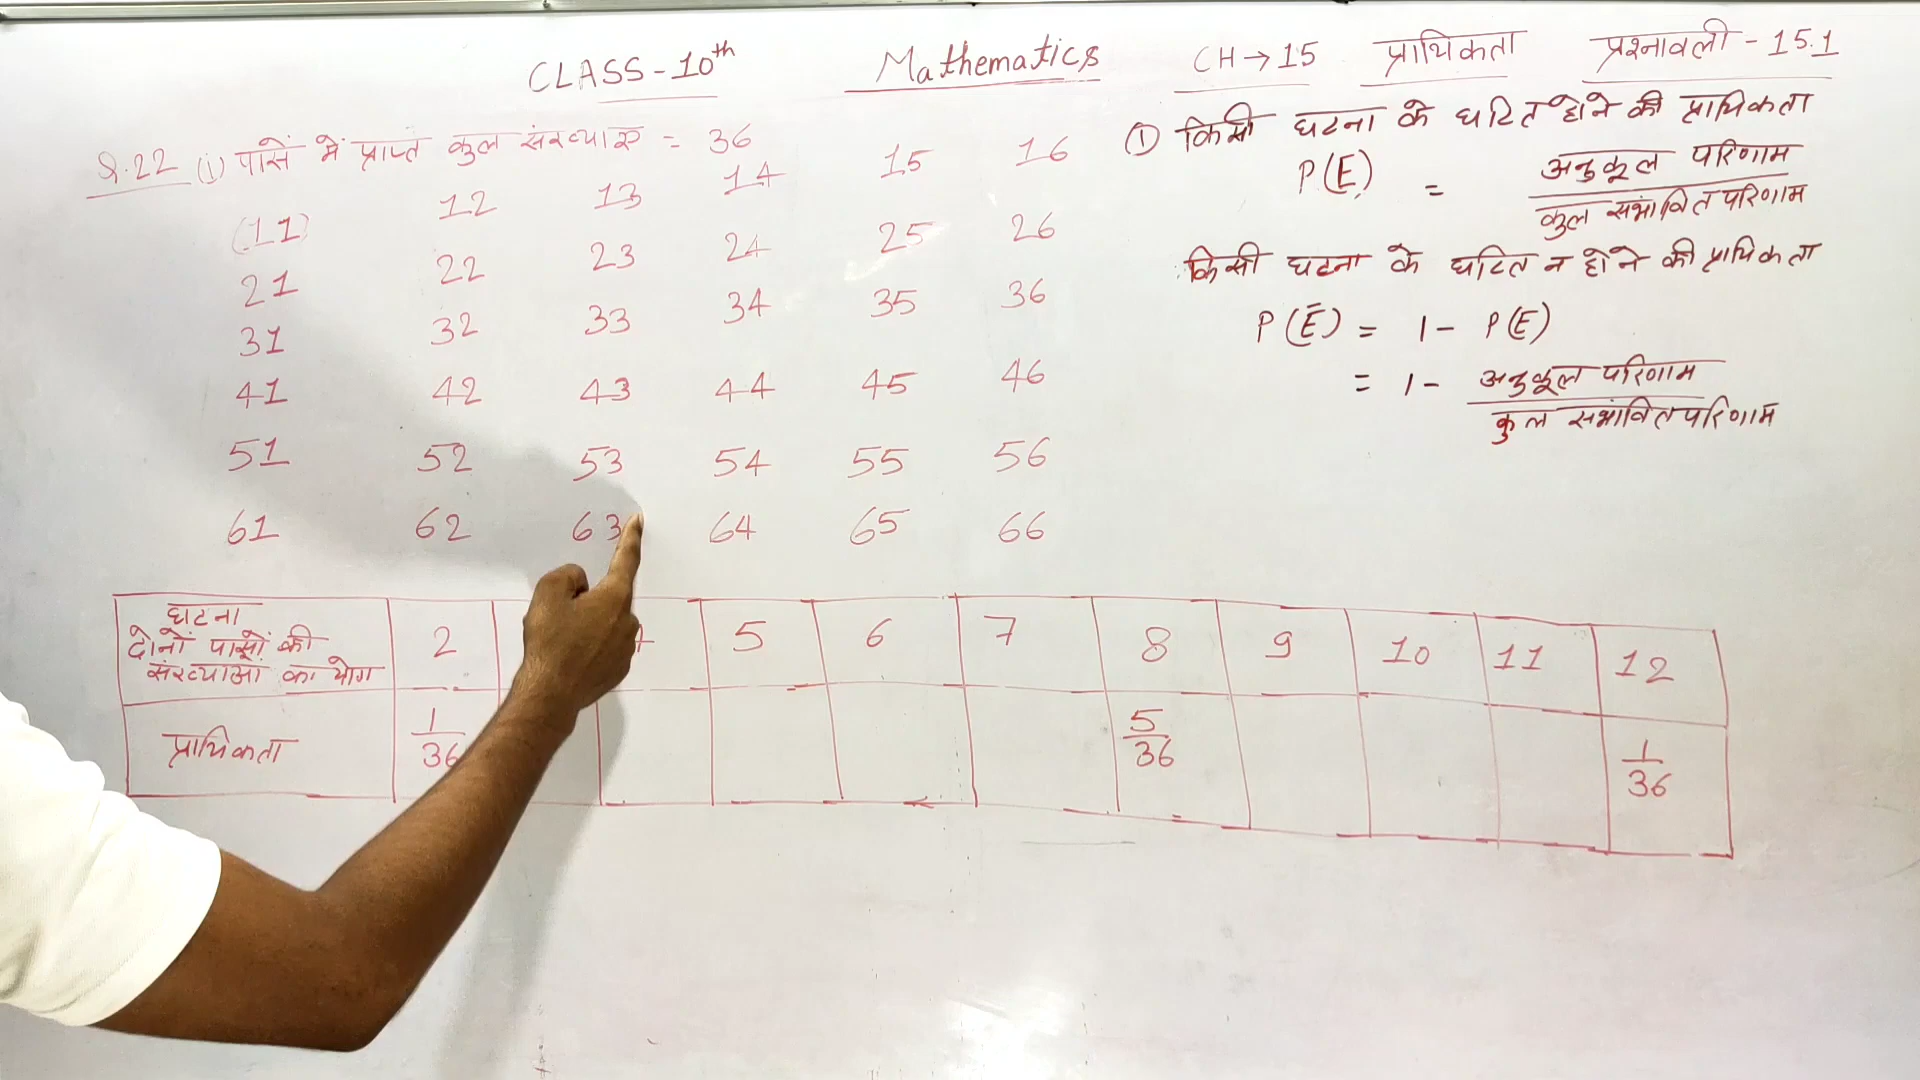 CLASS-10th Mathematics CH→15 प्रायिकता प्रश्नावली-15.1
Q.22 (i) पासे में प्राप्त कुल संख्याए = 36
(11) 12 13 14 15 16
21 22 23 24 25 26
31 32 33 34 35 36
41 42 43 44 45 46
51 52 53 54 55 56
61 62 63 64 65 66
① किसी घटना के घटित होने की प्रायिकता
P(E) = अनुकूल परिणाम
कुल सभांवित परिणाम
किसी घटना के घटित न होने की प्रायिकता
P(Ē) = 1 - P(E)
= 1 - अनुकूल परिणाम
कुल सभांवित परिणाम
घटना
दोनों पासों की
संख्याओं का योग
2 5 6 7 8 9 10 11 12
प्रायिकता 1/36 5/36 1/36